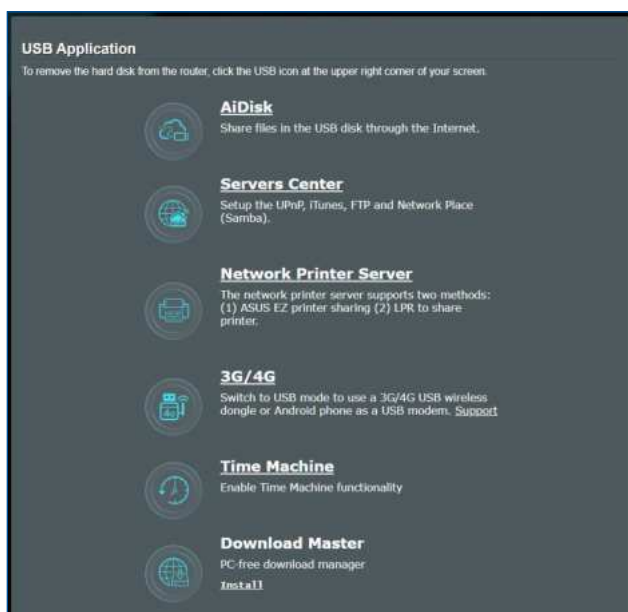 USB Application
To remove the hard disk from the router, click the USB icon at the upper right corner of your screen.
AiDisk
Share files in the USB disk through the Internet.
Servers Center
Setup the UPnP, iTunes, FTP and Network Place
(Samba).
Network Printer Server
The network printer server supports two methods:
(1) ASUS EZ printer sharing (2) LPR to share
printer.
3G/4G
Switch to USB mode to use a 3G/4G USB wireless
dongle or Android phone as a USB modem. Support
4G
Time Machine
Enable Time Machine functionality
Download Master
PC-free download manager
Install